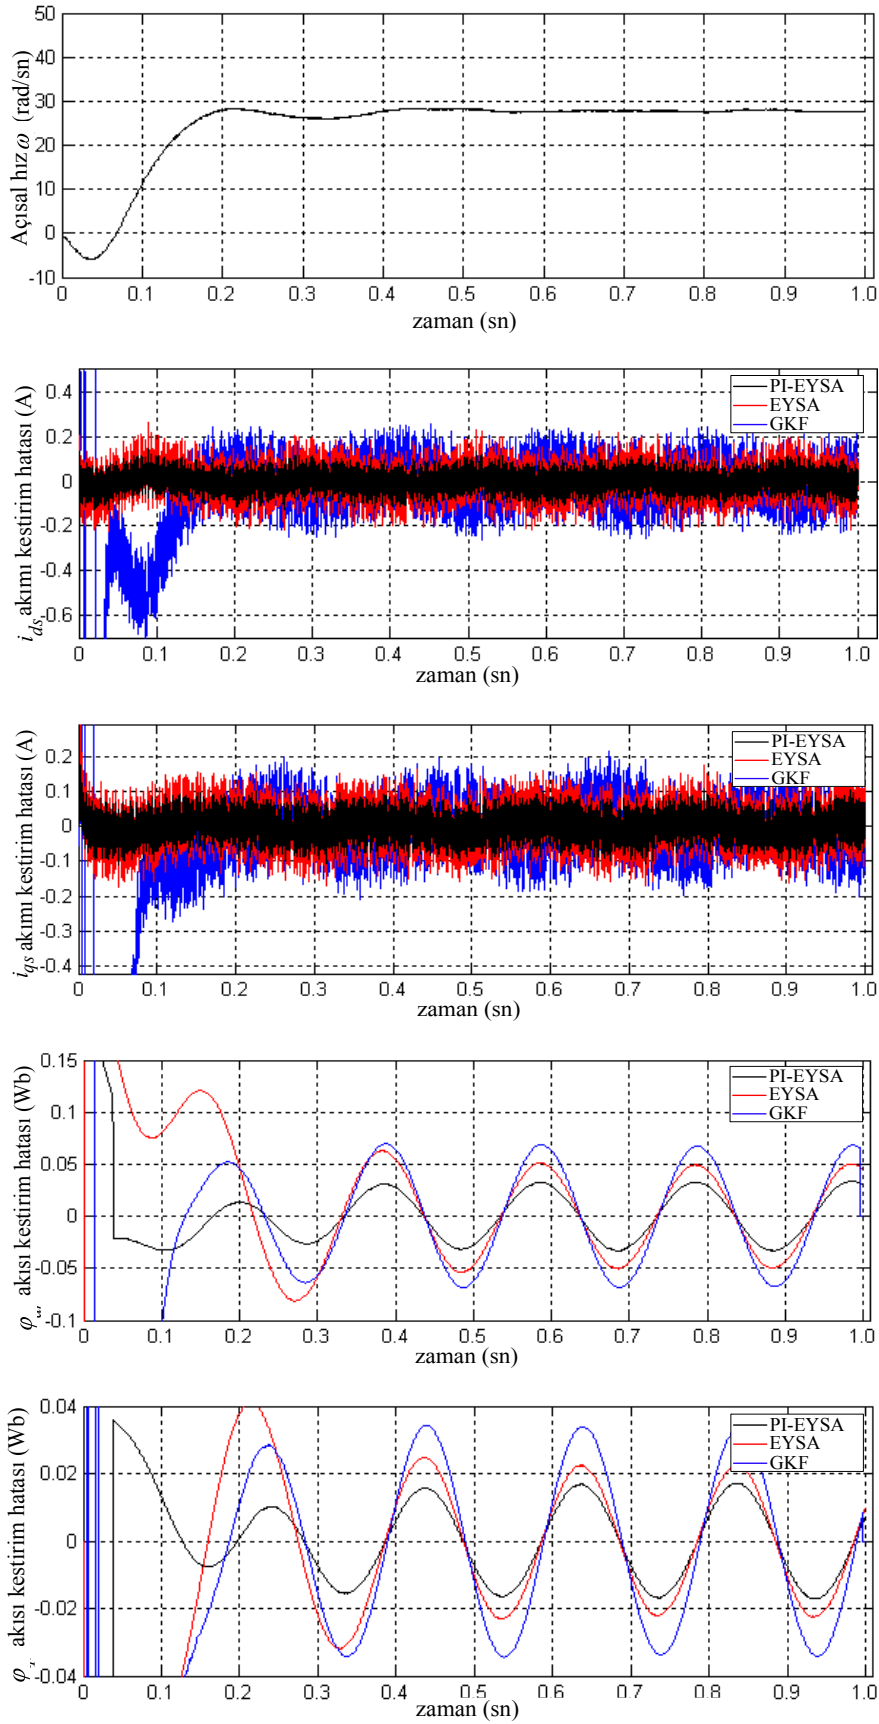 Açısal hız ω (rad/sn)
50
40
30
20
10
0
-10
0 0.1 0.2 0.3 0.4 0.5 0.6 0.7 0.8 0.9 1.0
zaman (sn)
i_ds akımı kestirim hatası (A)
0.4
0.2
0
-0.2
-0.4
-0.6
PI-EYSA
EYSA
GKF
0 0.1 0.2 0.3 0.4 0.5 0.6 0.7 0.8 0.9 1.0
zaman (sn)
i_qs akımı kestirim hatası (A)
0.2
0.1
0
-0.1
-0.2
-0.3
-0.4
PI-EYSA
EYSA
GKF
0 0.1 0.2 0.3 0.4 0.5 0.6 0.7 0.8 0.9 1.0
zaman (sn)
φ akısı kestirim hatası (Wb)
0.15
0.1
0.05
0
-0.05
-0.1
PI-EYSA
EYSA
GKF
0 0.1 0.2 0.3 0.4 0.5 0.6 0.7 0.8 0.9 1.0
zaman (sn)
φ akısı kestirim hatası (Wb)
0.04
0.02
0
-0.02
-0.04
PI-EYSA
EYSA
GKF
0 0.1 0.2 0.3 0.4 0.5 0.6 0.7 0.8 0.9 1.0
zaman (sn)